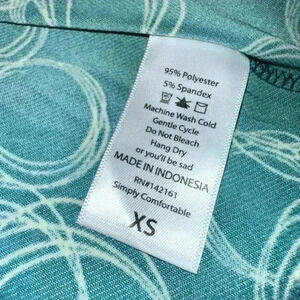 95% Polyester
5% Spandex
Machine Wash Cold
Gentle Cycle
Do Not Bleach
Hang Dry
or you'll be sad
MADE IN INDONESIA
RN#142161
Simply Comfortable
XS